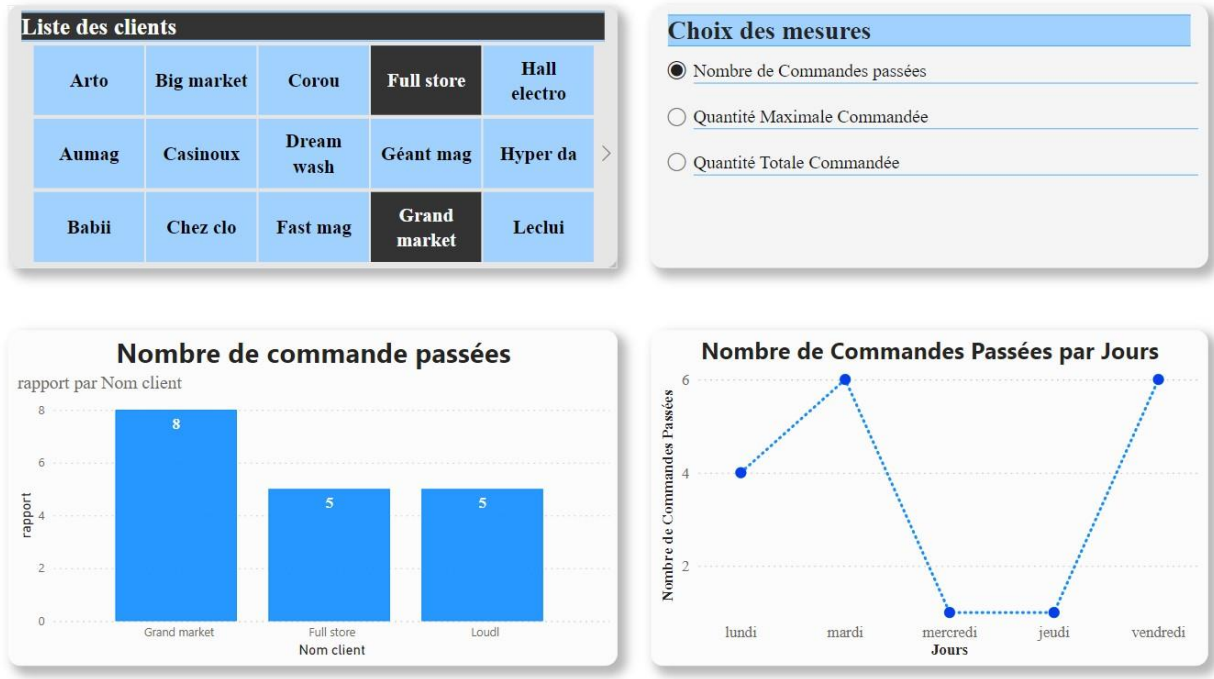 Liste des clients
Arto
Big market
Corou
Full store
Hall
electro
Aumag
Casinoux
Dream
wash
Géant mag
Hyper da
Babii
Chez clo
Fast mag
Grand
market
Leclui
Choix des mesures
Nombre de Commandes passées
Quantité Maximale Commandée
Quantité Totale Commandée
Nombre de commande passées
rapport par Nom client
rapport
8
6
4
2
0
8
5
5
Grand market
Full store
Loudl
Nom client
Nombre de Commandes Passées par Jours
Nombre de Commandes Passées
6
4
2
lundi
mardi
mercredi
jeudi
vendredi
Jours